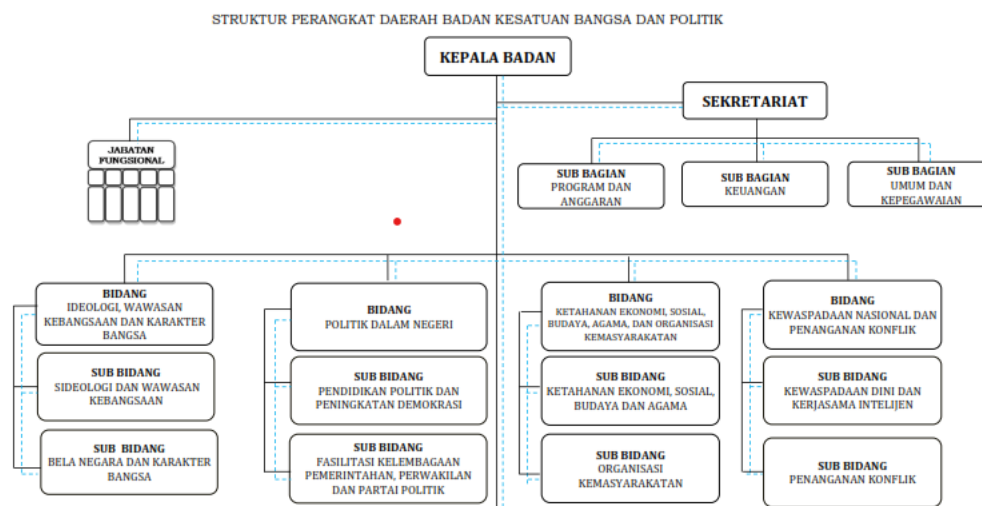 STRUKTUR PERANGKAT DAERAH BADAN KESATUAN BANGSA DAN POLITIK
KEPALA BADAN
SEKRETARIAT
JABATAN
FUNGSIONAL
SUB BAGIAN
PROGRAM DAN
ANGGARAN
SUB BAGIAN
KEUANGAN
SUB BAGIAN
UMUM DAN
KEPEGAWAIAN
BIDANG
IDEOLOGI, WAWASAN
KEBANGSAAN DAN KARAKTER
BANGSA
SUB BIDANG
SIDEOLOGI DAN WAWASAN
KEBANGSAAN
SUB BIDANG
BELA NEGARA DAN KARAKTER
BANGSA
BIDANG
POLITIK DALAM NEGERI
SUB BIDANG
PENDIDIKAN POLITIK DAN
PENINGKATAN DEMOKRASI
SUB BIDANG
FASILITASI KELEMBAGAAN
PEMERINTAHAN, PERWAKILAN
DAN PARTAI POLITIK
BIDANG
KETAHANAN EKONOMI, SOSIAL,
BUDAYA, AGAMA, DAN ORGANISASI
KEMASYARAKATAN
SUB BIDANG
KETAHANAN EKONOMI, SOSIAL,
BUDAYA DAN AGAMA
SUB BIDANG
ORGANISASI
KEMASYARAKATAN
BIDANG
KEWASPADAAN NASIONAL DAN
PENANGANAN KONFLIK
SUB BIDANG
KEWASPADAAN DINI DAN
KERJASAMA INTELIJEN
SUB BIDANG
PENANGANAN KONFLIK